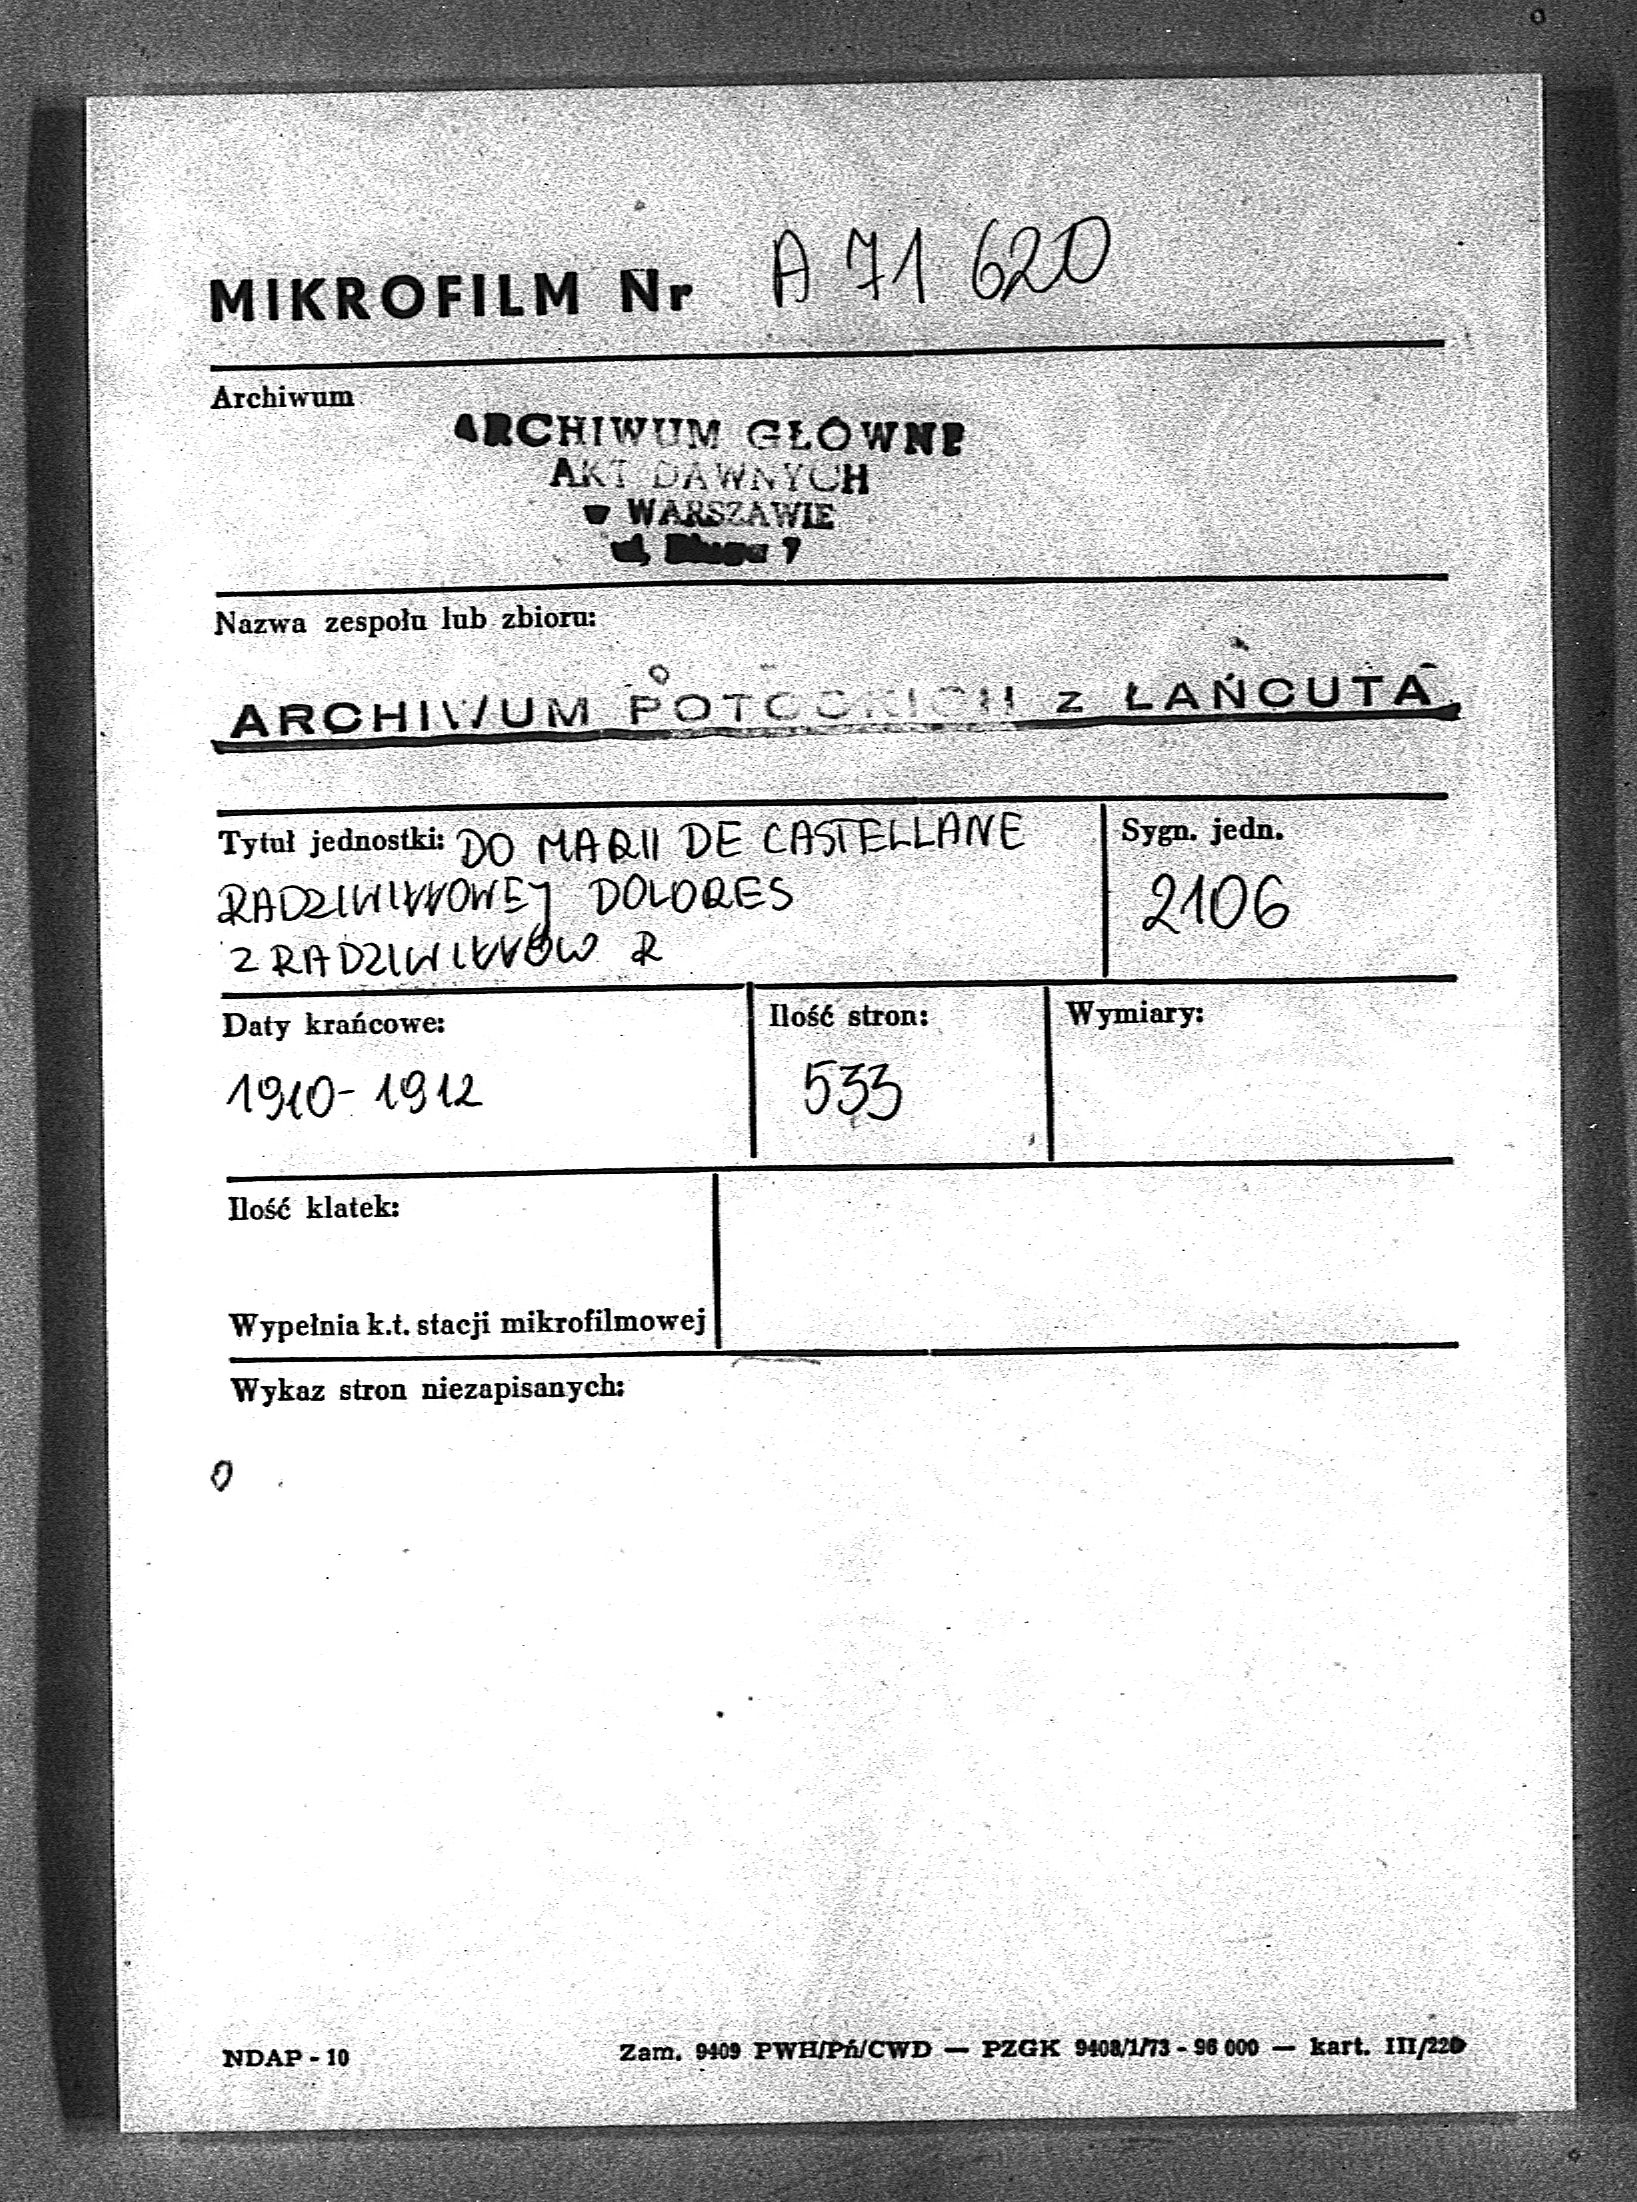 MIKROFILM Nr A 71 620
Archiwum
ARCHIWUM GŁÓWNE
AKT DAWNYCH
w WARSZAWIE
ul. Długa 7
Nazwa zespołu lub zbioru:
ARCHIWUM POTOCKICH z ŁAŃCUTA
Tytuł jednostki: DO MARII DE CASTELLANE
RADZIWIŁŁOWEJ DOLORES
Z RADZIWIŁŁÓW R
Sygn. jedn.
2106
Daty krańcowe:
1910-1912
Ilość stron:
533
Wymiary:
Ilość klatek:
Wypełnia k.t. stacji mikrofilmowej
Wykaz stron niezapisanych:
0
NDAP - 10
Zam. 9409 PWH/Pń/CWD — PZGK 9408/1/73 - 96 000 — kart. III/220